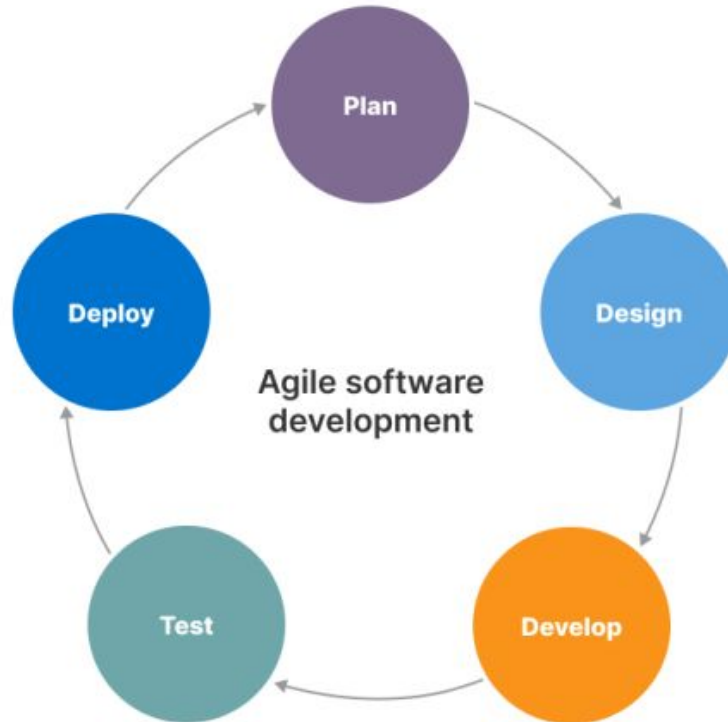 Plan
Design
Develop
Test
Deploy
Agile software
development